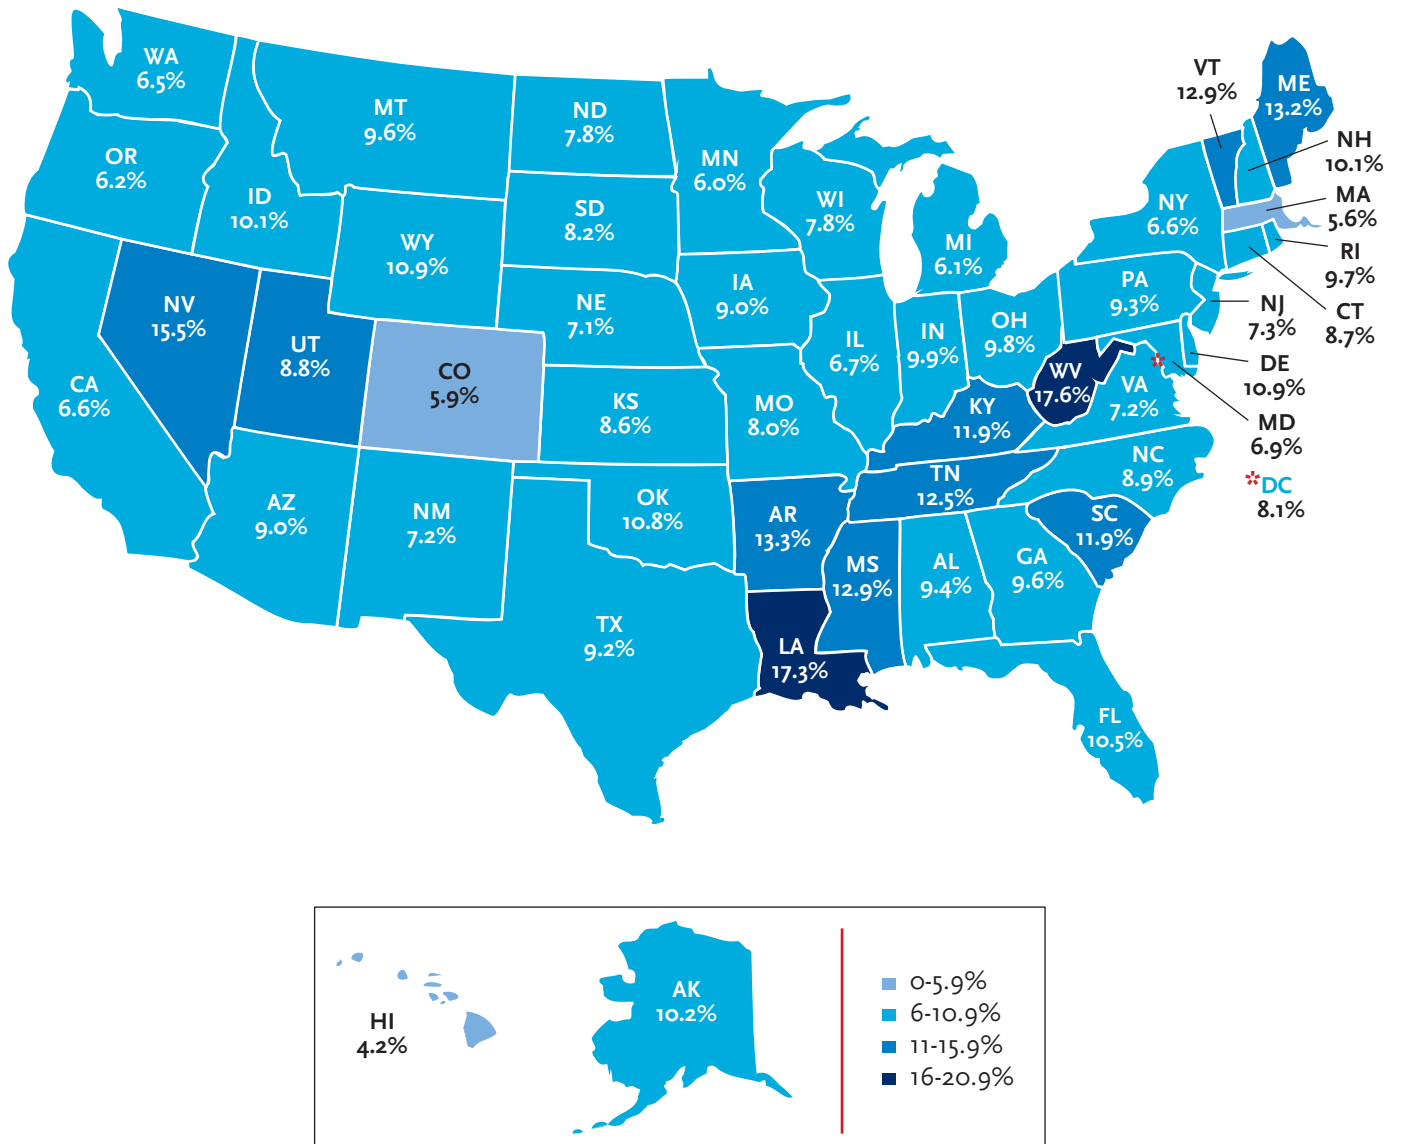 WA
6.5%
MT
9.6%
ND
7.8%
MN
6.0%
OR
6.2%
ID
10.1%
SD
8.2%
WI
7.8%
WY
10.9%
MI
6.1%
NY
6.6%
VT
12.9%
ME
13.2%
NH
10.1%
MA
5.6%
RI
9.7%
CT
8.7%
NJ
7.3%
DE
10.9%
MD
6.9%
*DC
8.1%
*
NV
15.5%
UT
8.8%
CO
5.9%
NE
7.1%
IA
9.0%
IL
6.7%
IN
9.9%
OH
9.8%
PA
9.3%
WV
17.6%
VA
7.2%
CA
6.6%
KS
8.6%
MO
8.0%
KY
11.9%
NC
8.9%
TN
12.5%
SC
11.9%
AZ
9.0%
NM
7.2%
OK
10.8%
AR
13.3%
MS
12.9%
AL
9.4%
GA
9.6%
TX
9.2%
LA
17.3%
FL
10.5%
HI
4.2%
AK
10.2%
0-5.9%
6-10.9%
11-15.9%
16-20.9%